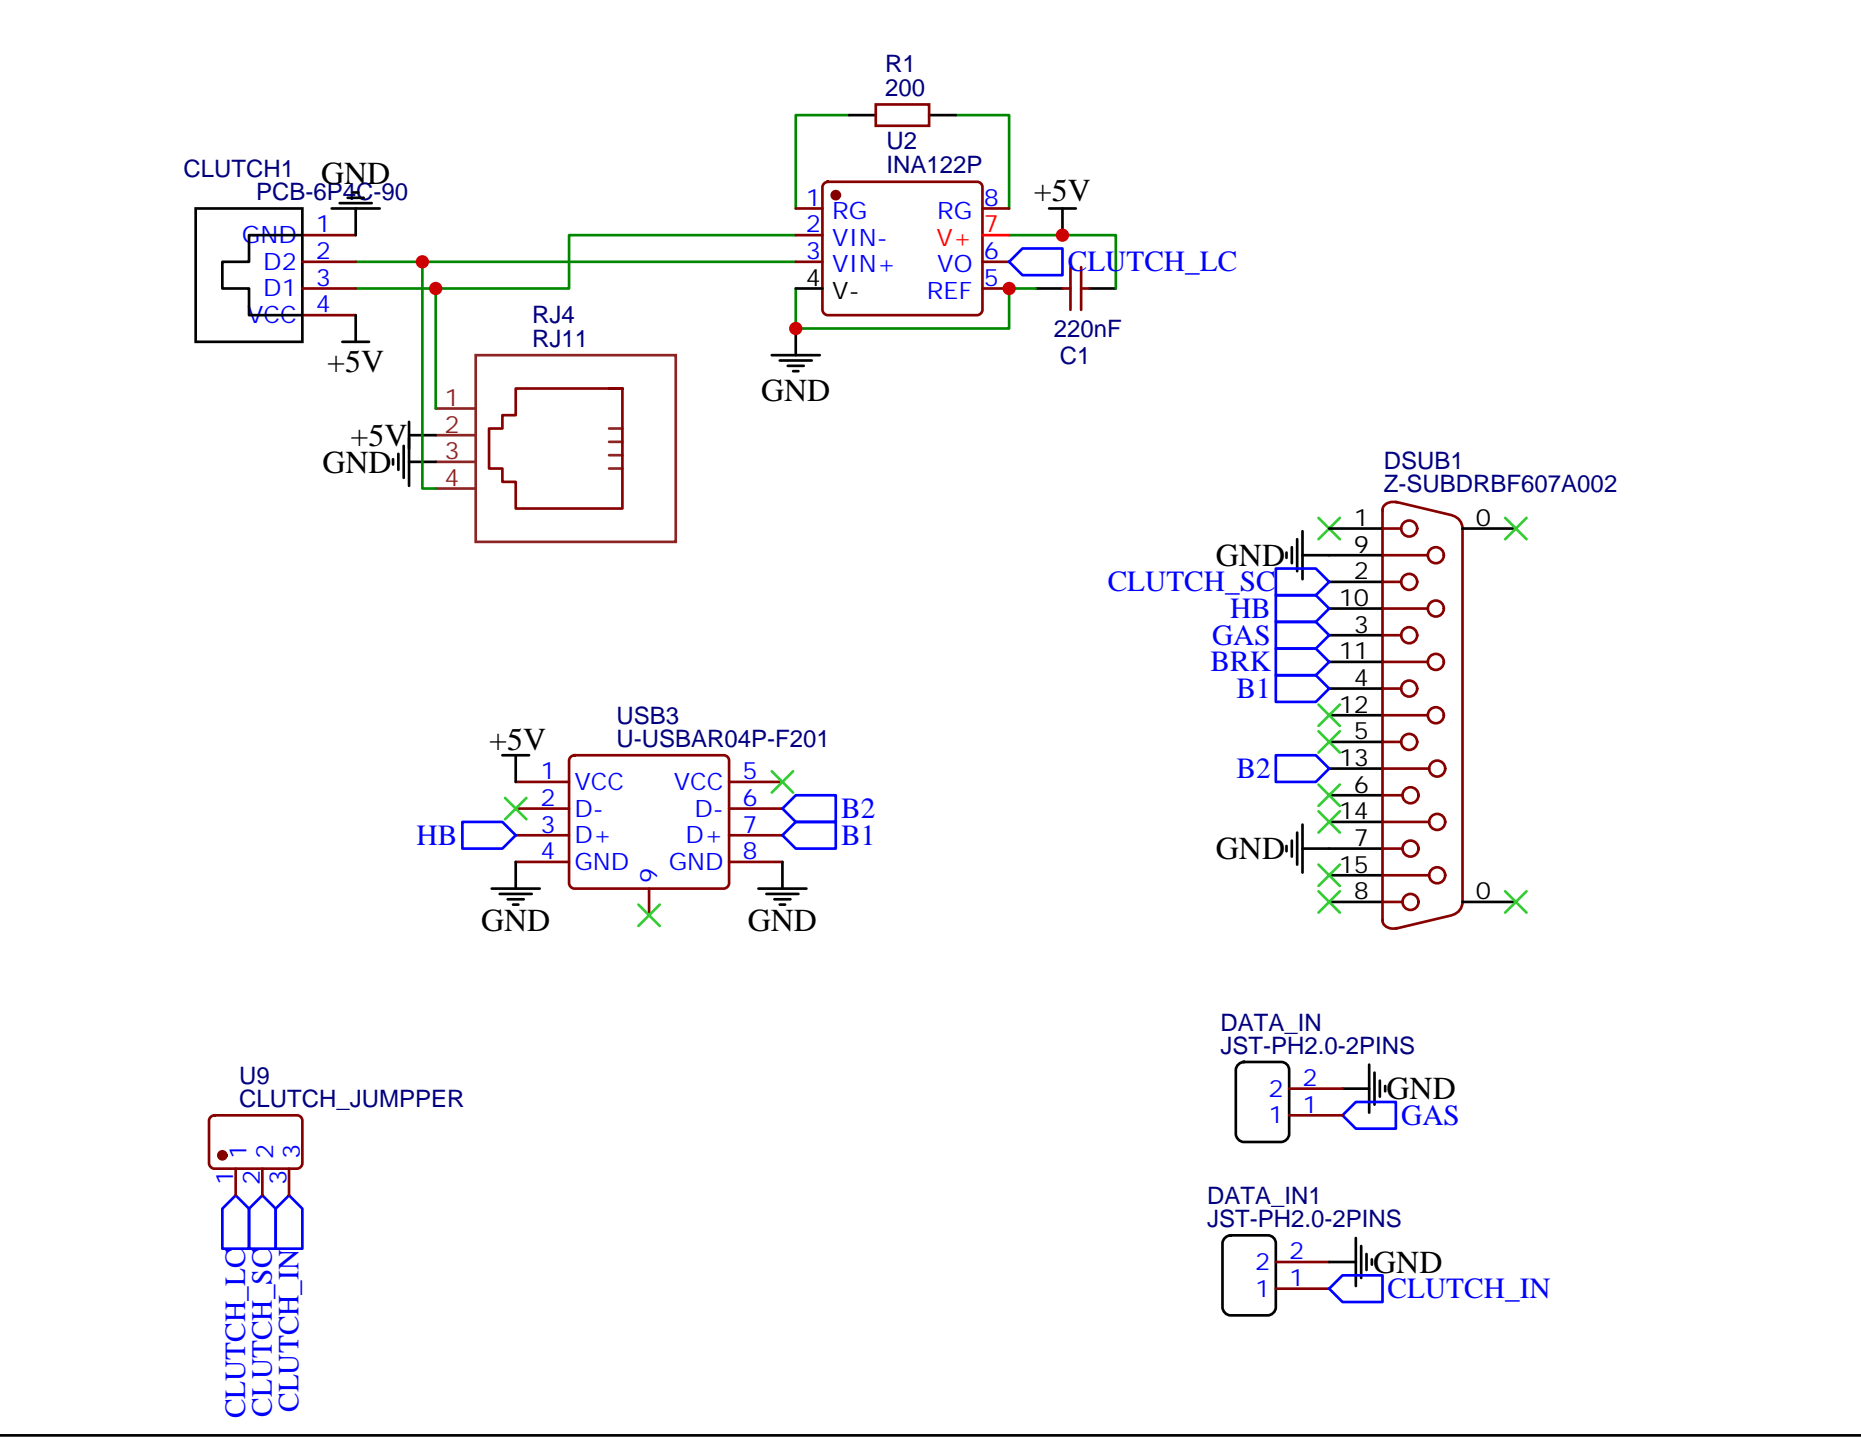 R1
200
U2
INA122P
1
RG
2
VIN-
3
VIN+
4
V-
8
RG
7
V+
6
VO
5
REF
+5V
CLUTCH_LC
220nF
C1
GND
CLUTCH1
PCB-6P4C-90
GND
1
GND
2
D2
3
D1
4
VCC
+5V
RJ4
RJ11
1
+5V 2
GND 3
4
DSUB1
Z-SUBDRBF607A002
1 0
GND 9
CLUTCH_SC 2
HB 10
GAS 3
BRK 11
B1 4
12
5
B2 13
6
14
GND 7
15
8 0
USB3
U-USBAR04P-F201
+5V
1 VCC VCC 5
2 D- D- 6 B2
HB 3 D+ D+ 7 B1
4 GND GND 8
9
GND GND
DATA_IN
JST-PH2.0-2PINS
2 2 GND
1 1 GAS
DATA_IN1
JST-PH2.0-2PINS
2 2 GND
1 1 CLUTCH_IN
U9
CLUTCH_JUMPPER
1 2 3
1 2 3
CLUTCH_LC
CLUTCH_SC
CLUTCH_IN